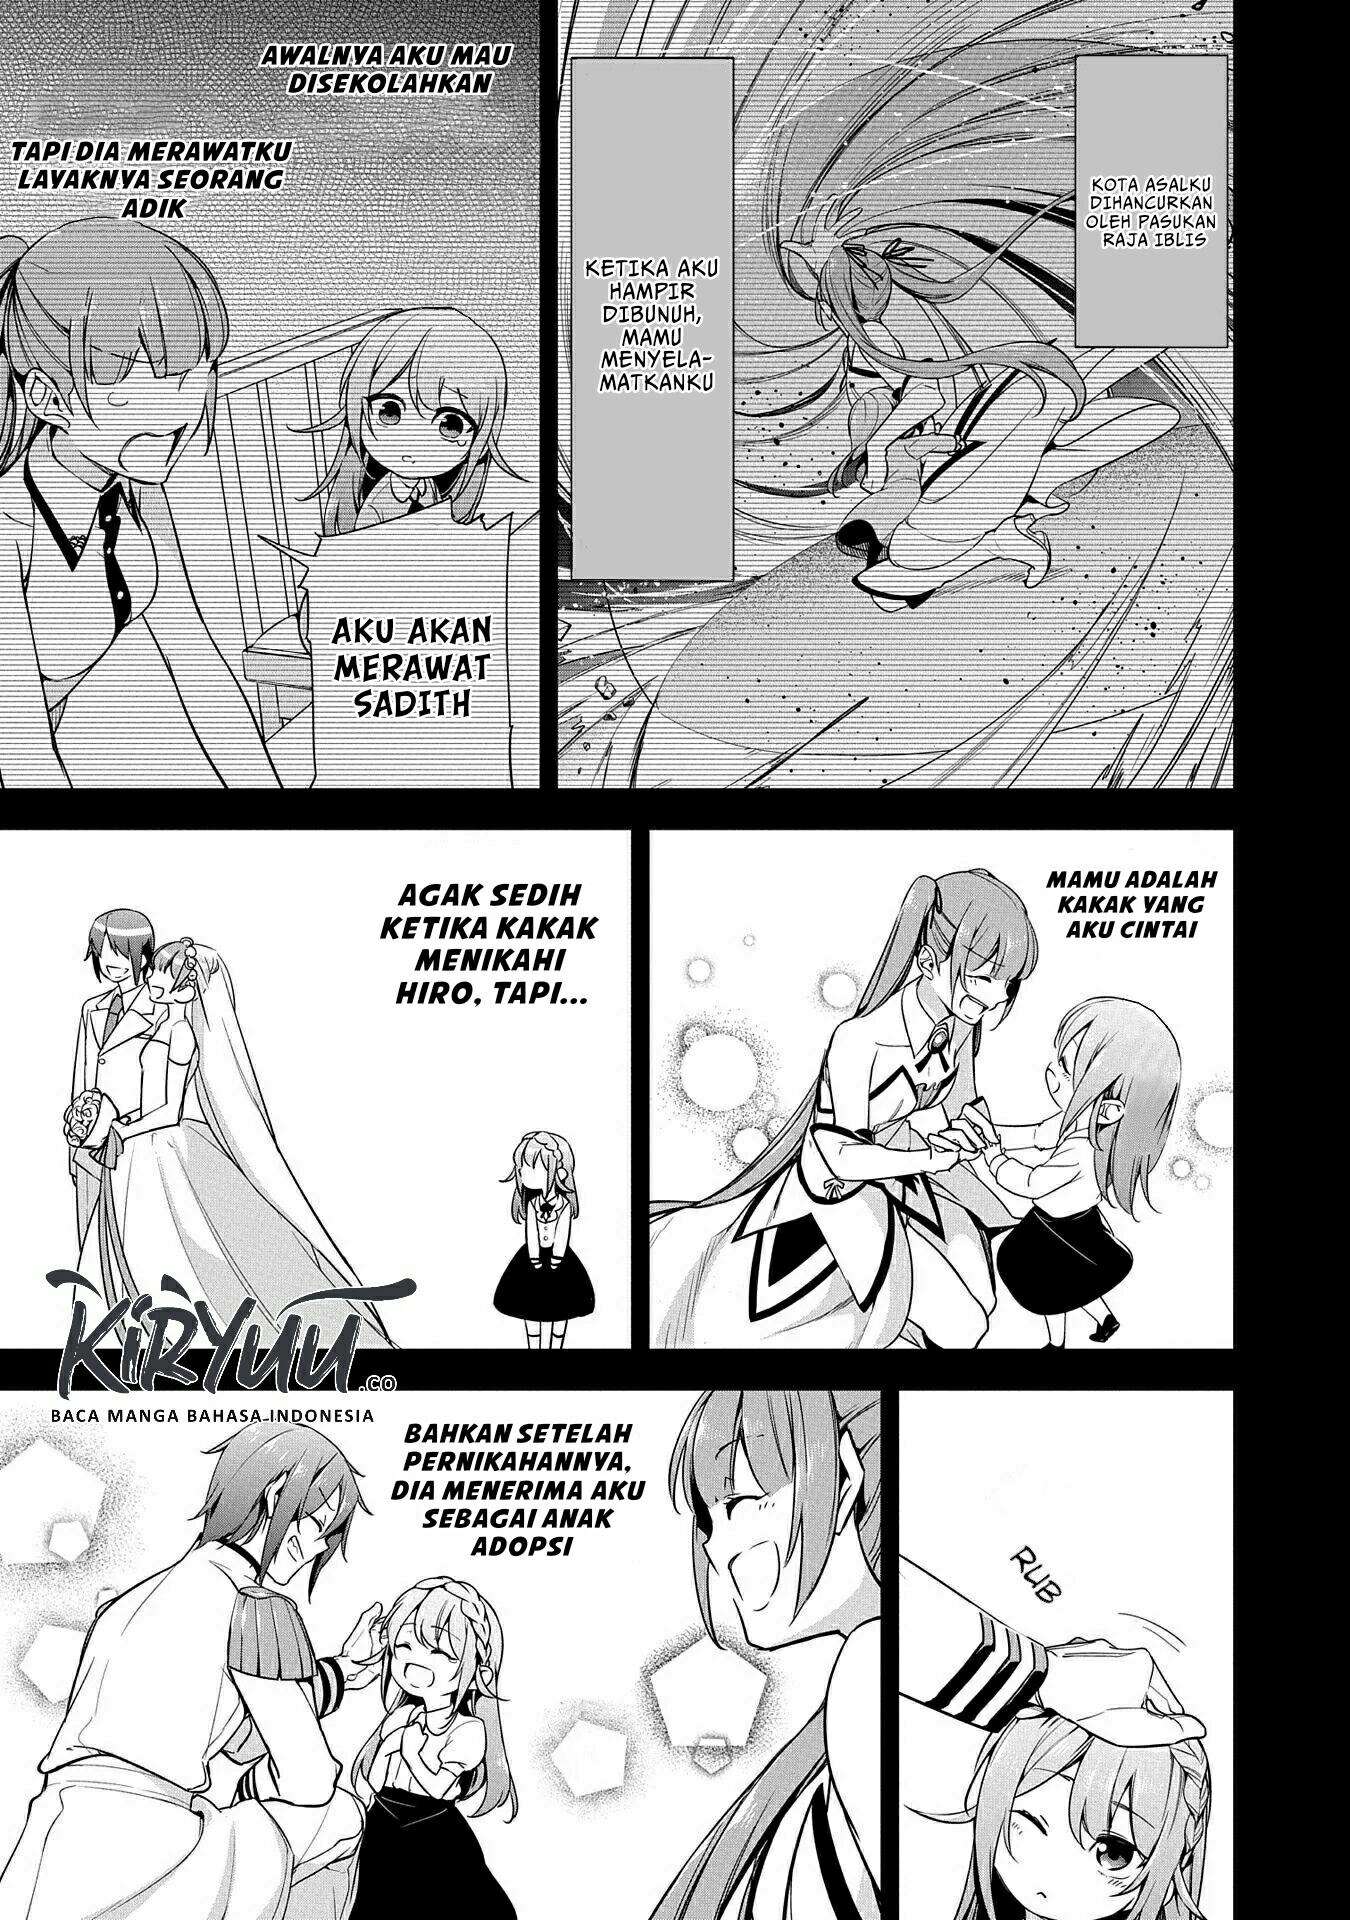 KOTA ASALKU
DIHANCURKAN
OLEH PASUKAN
RAJA IBLIS
KETIKA AKU
HAMPIR
DIBUNUH,
MAMU
MENYELA-
MATKANKU
AWALNYA AKU MAU
DISEKOLAHKAN
TAPI DIA MERAWATKU
LAYAKNYA SEORANG
ADIK
AKU AKAN
MERAWAT
SADITH
MAMU ADALAH
KAKAK YANG
AKU CINTAI
AGAK SEDIH
KETIKA KAKAK
MENIKAHI
HIRO, TAPI...
KIRYUU
.CO
BACA MANGA BAHASA INDONESIA
RUB
BAHKAN SETELAH
PERNIKAHANNYA,
DIA MENERIMA AKU
SEBAGAI ANAK
ADOPSI